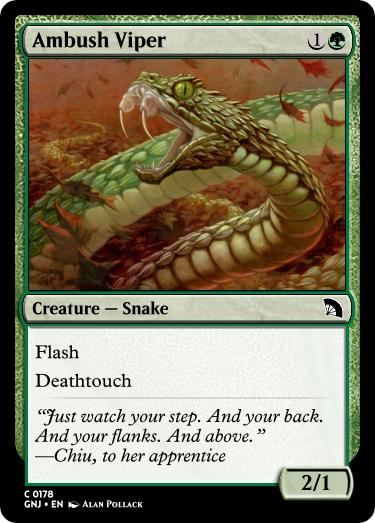 Ambush Viper 1
Creature — Snake
Flash
Deathtouch
“Just watch your step. And your back.
And your flanks. And above.”
—Chiu, to her apprentice
2/1
C 0178
GNJ • EN Alan Pollack